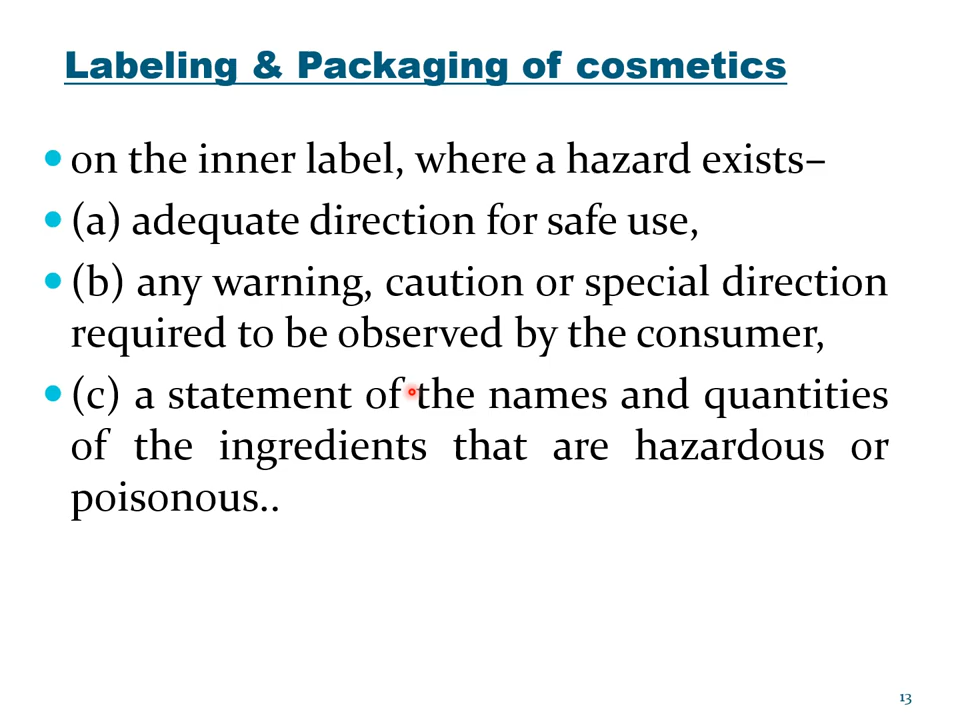 Labeling & Packaging of cosmetics
on the inner label, where a hazard exists–
(a) adequate direction for safe use,
(b) any warning, caution or special direction
required to be observed by the consumer,
(c) a statement of the names and quantities
of the ingredients that are hazardous or
poisonous..
13